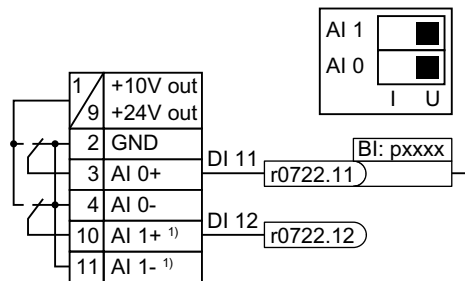 AI 1
AI 0
I U
1 +10V out
9 +24V out
2 GND
DI 11
BI: pxxxx
3 AI 0+
r0722.11
4 AI 0-
DI 12
10 AI 1+ 1)
r0722.12
11 AI 1- 1)